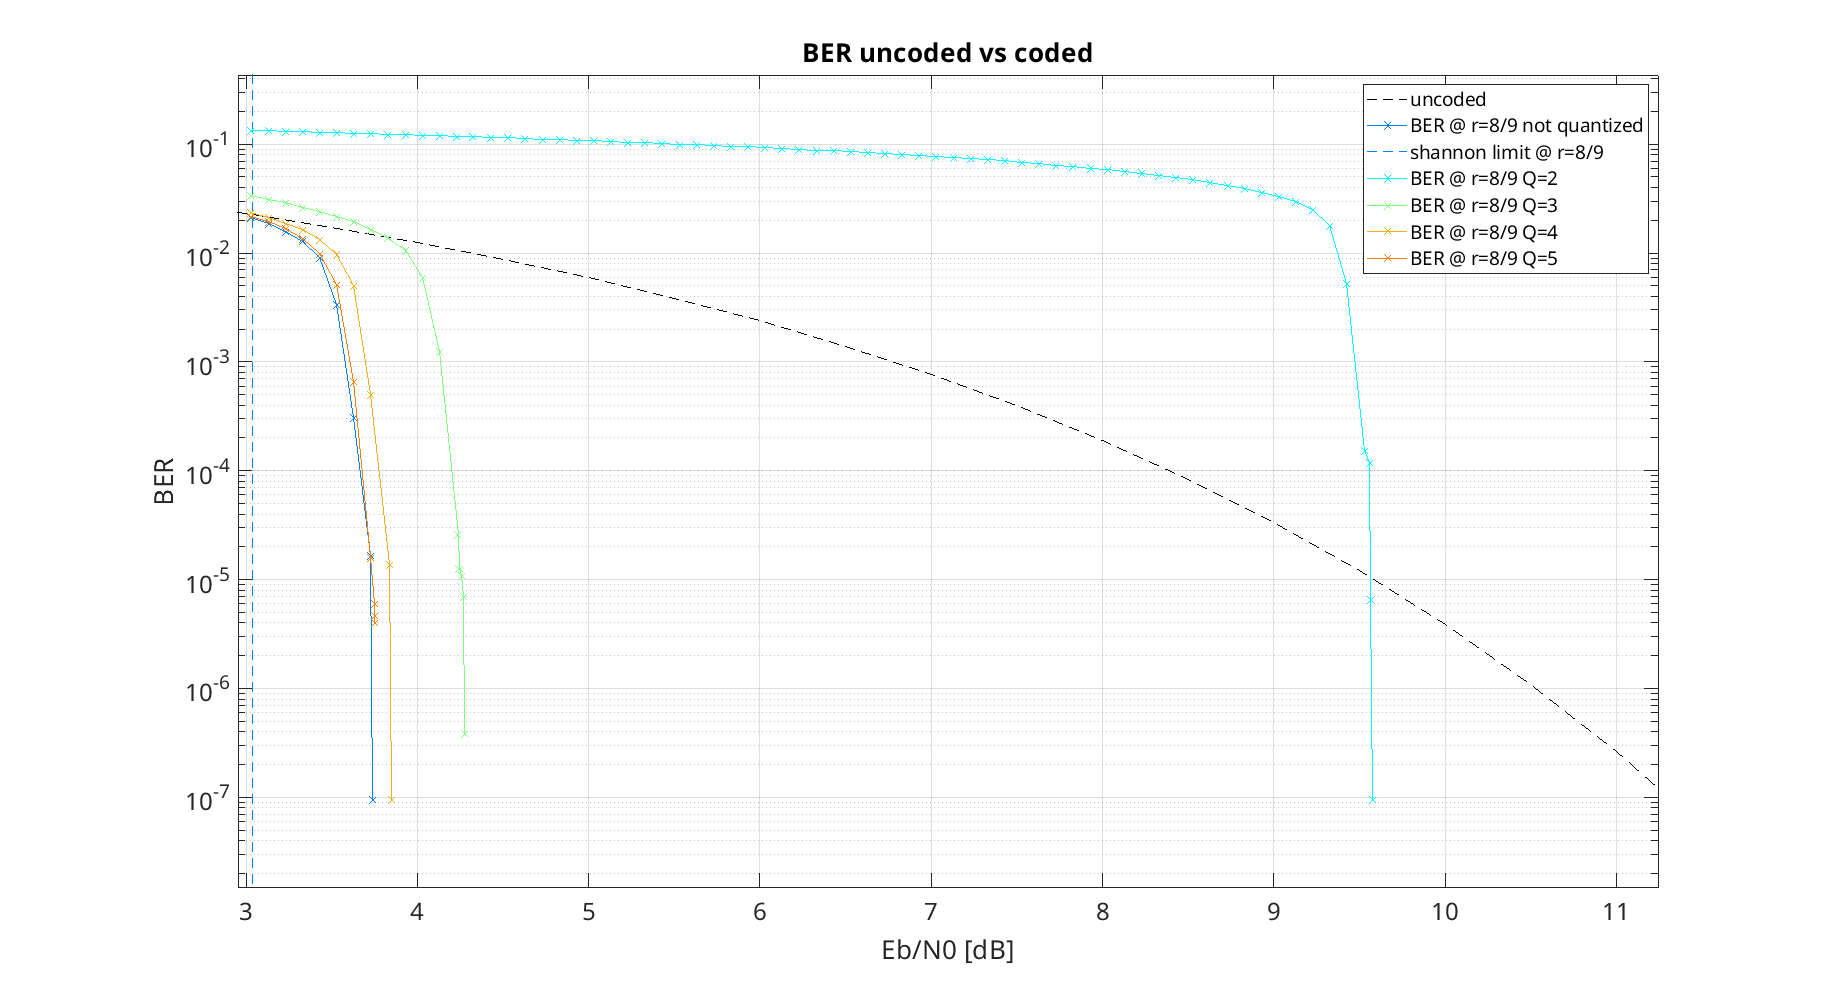 BER uncoded vs coded
uncoded
BER @ r=8/9 not quantized
shannon limit @ r=8/9
BER @ r=8/9 Q=2
BER @ r=8/9 Q=3
BER @ r=8/9 Q=4
BER @ r=8/9 Q=5
BER
10^-1
10^-2
10^-3
10^-4
10^-5
10^-6
10^-7
3 4 5 6 7 8 9 10 11
Eb/N0 [dB]